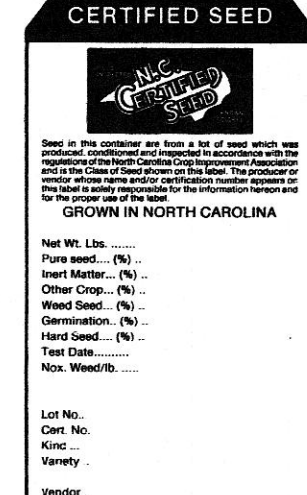 CERTIFIED SEED
N.C.
CERTIFIED
SEED
Seed in this container are from a lot of seed which was
produced, conditioned and inspected in accordance with the
regulations of the North Carolina Crop Improvement Association
and is the Class of Seed shown on this label. The producer or
vendor whose name and/or certification number appears on
this label is solely responsible for the information hereon and
for the proper use of the label.
GROWN IN NORTH CAROLINA
Net Wt. Lbs. .......
Pure seed.... (%) ..
Inert Matter... (%) ..
Other Crop... (%) ..
Weed Seed... (%) ..
Germination.. (%) ..
Hard Seed.... (%) ..
Test Date..........
Nox. Weed/lb. .....
Lot No..
Cert. No.
Kind ...
Variety ..
Vendor